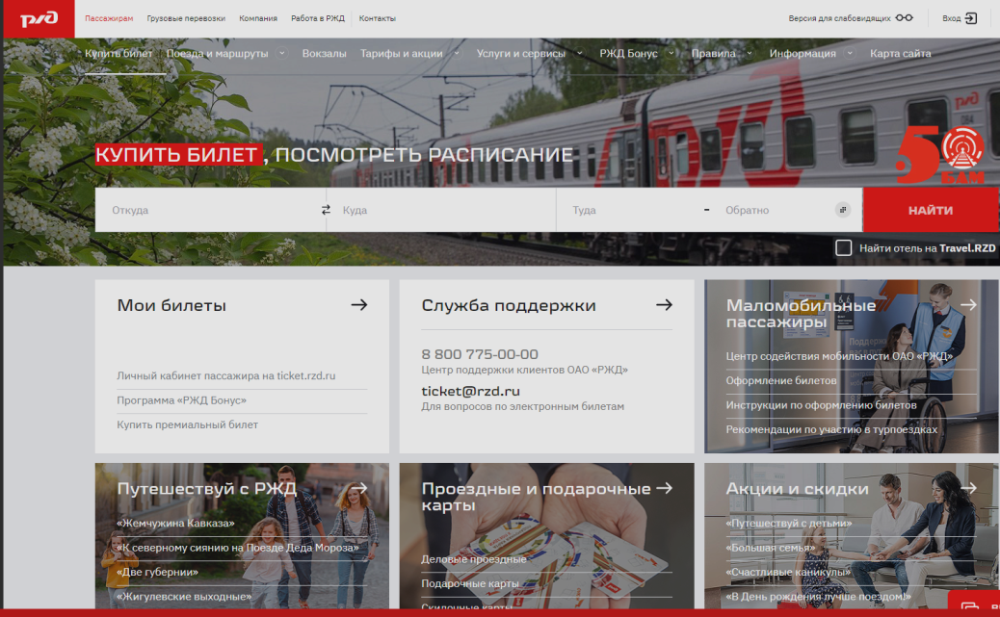 РЖД
Пассажирам Грузовые перевозки Компания Работа в РЖД Контакты Версия для слабовидящих Вход
Купить билет Поезда и маршруты Вокзалы Тарифы и акции Услуги и сервисы РЖД Бонус Правила Информация Карта сайта
КУПИТЬ БИЛЕТ, ПОСМОТРЕТЬ РАСПИСАНИЕ
50 БАМ
Откуда Куда Туда - Обратно НАЙТИ
Найти отель на Travel.RZD
Мои билеты
Личный кабинет пассажира на ticket.rzd.ru
Программа «РЖД Бонус»
Купить премиальный билет
Служба поддержки
8 800 775-00-00
Центр поддержки клиентов ОАО «РЖД»
ticket@rzd.ru
Для вопросов по электронным билетам
Маломобильные
пассажиры
Центр содействия мобильности ОАО «РЖД»
Оформление билетов
Инструкции по оформлению билетов
Рекомендации по участию в турпоездках
Путешествуй с РЖД
«Жемчужина Кавказа»
«К северному сиянию на Поезде Деда Мороза»
«Две губернии»
«Жигулевские выходные»
Проездные и подарочные
карты
Деловые проездные
Подарочные карты
Скидочные карты
Акции и скидки
«Путешествуй с детьми»
«Большая семья»
«Счастливые каникулы»
«В День рождения лучше поездом!»